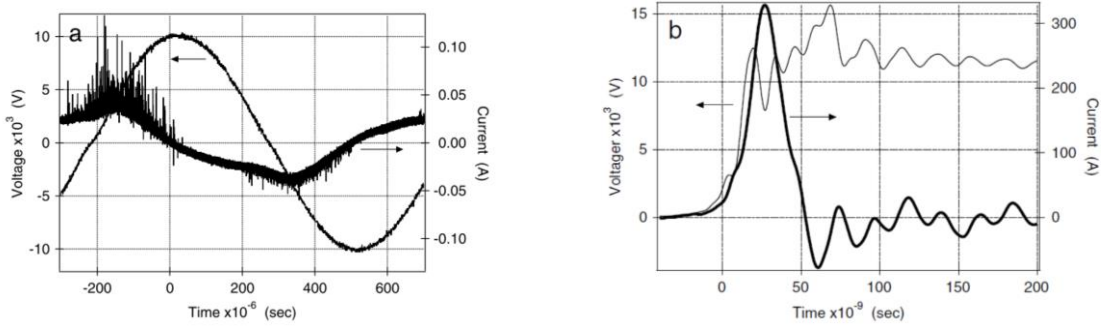 a
10
5
0
-5
-10
Voltage x10³ (V)
0.10
0.05
0.00
-0.05
-0.10
Current (A)
-200 0 200 400 600
Time x10⁻⁶ (sec)
b
15
10
5
0
Voltager x10³ (V)
300
200
100
0
Current (A)
0 50 100 150 200
Time x10⁻⁹ (sec)